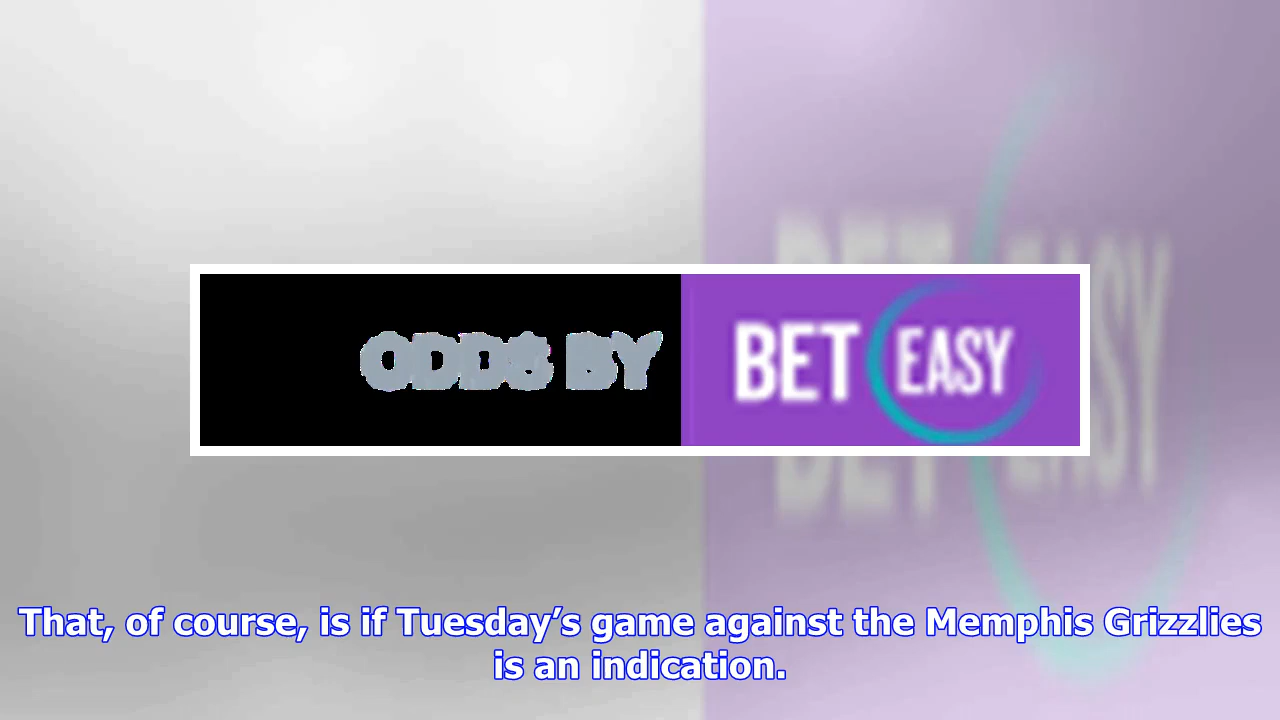 ODDS BY BET EASY
That, of course, is if Tuesday’s game against the Memphis Grizzlies
is an indication.